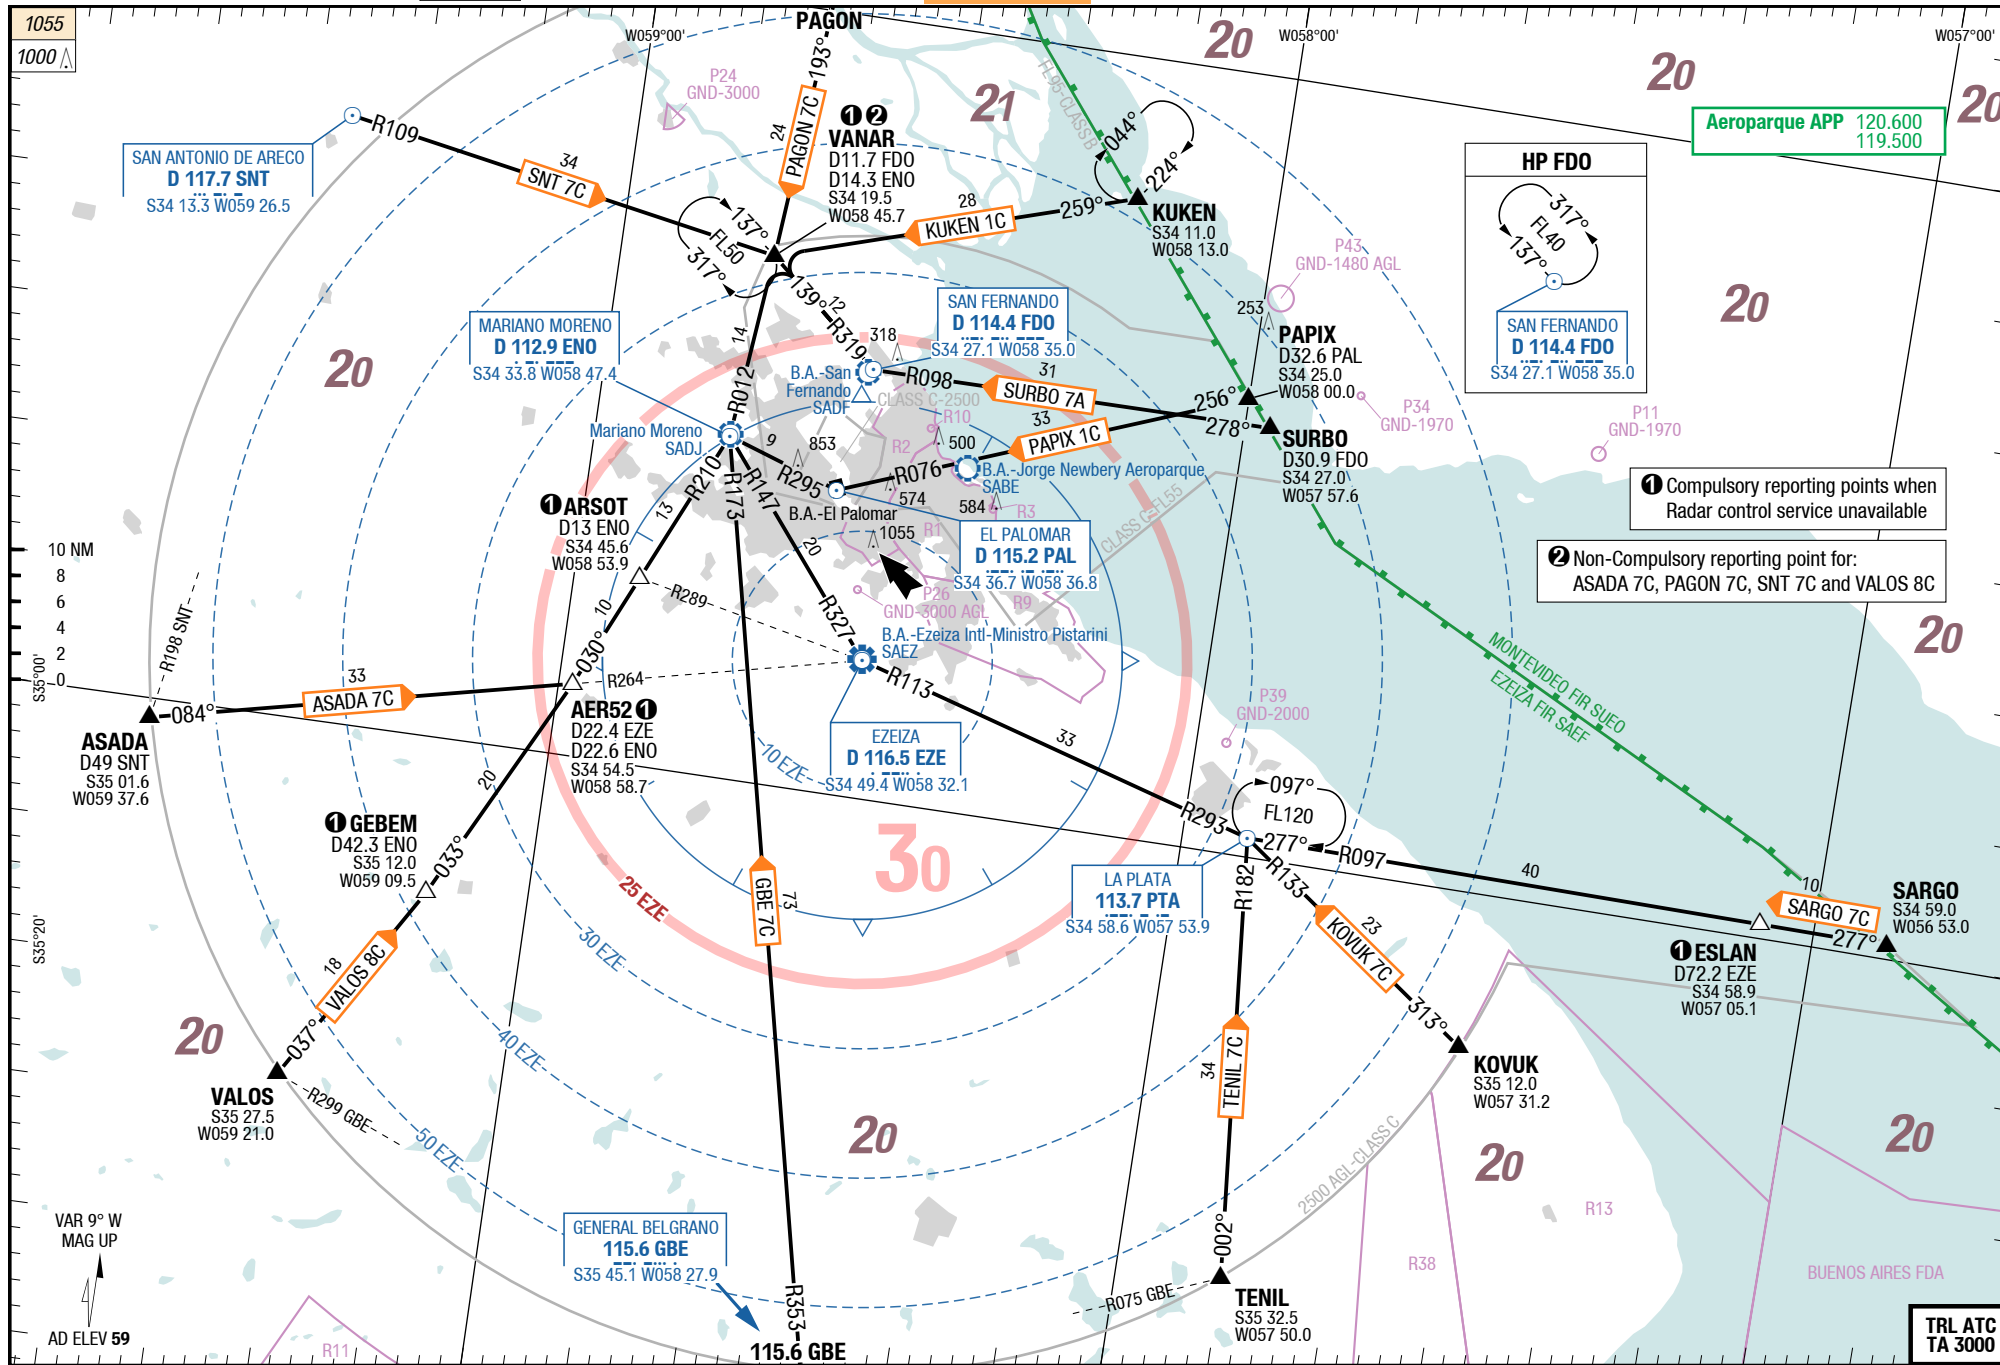 1055
1000
PAGON
193°
W059°00'
W058°00'
W057°00'
20
20
20
21
P24
GND-3000
24
PAGON 7C
❶ ❷
VANAR
D11.7 FDO
D14.3 ENO
S34 19.5
W058 45.7
FL95-CLASS B
044°
224°
KUKEN
S34 11.0
W058 13.0
Aeroparque APP 120.600
119.500
HP FDO
317°
FL40
137°
SAN FERNANDO
D 114.4 FDO
S34 27.1 W058 35.0
R109
34
SNT 7C
SAN ANTONIO DE ARECO
D 117.7 SNT
S34 13.3 W059 26.5
137°
FL50
317°
28
KUKEN 1C
259°
P43
GND-1480 AGL
253
20
139°
12
R319
SAN FERNANDO
D 114.4 FDO
S34 27.1 W058 35.0
318
MARIANO MORENO
D 112.9 ENO
S34 33.8 W058 47.4
14
R012
20
B.A.-San
Fernando
SADF
CLASS C-2500
R098
31
SURBO 7A
PAPIX
D32.6 PAL
S34 25.0
W058 00.0
256°
278°
SURBO
D30.9 FDO
S34 27.0
W057 57.6
33
PAPIX 1C
P34
GND-1970
P11
GND-1970
R10
R2
500
853
Mariano Moreno
SADJ
9
R295
R076
574
B.A.-Jorge Newbery Aeroparque
SABE
584
R3
R1
B.A.-El Palomar
1055
R210
R173
R147
13
20
❶ ARSOT
D13 ENO
S34 45.6
W058 53.9
EL PALOMAR
D 115.2 PAL
S34 36.7 W058 36.8
CLASS C-FL55
❶ Compulsory reporting points when
Radar control service unavailable
❷ Non-Compulsory reporting point for:
ASADA 7C, PAGON 7C, SNT 7C and VALOS 8C
10 NM
8
6
4
2
0
S35°00'
R198 SNT
R289
10
030°
R327
P26
GND-3000 AGL
R9
B.A.-Ezeiza Intl-Ministro Pistarini
SAEZ
R264
R113
33
20
MONTEVIDEO FIR SUEO
EZEIZA FIR SAEF
33
ASADA 7C
084°
ASADA
D49 SNT
S35 01.6
W059 37.6
AER52 ❶
D22.4 EZE
D22.6 ENO
S34 54.5
W058 58.7
EZEIZA
D 116.5 EZE
S34 49.4 W058 32.1
10 EZE
P39
GND-2000
20
❶ GEBEM
D42.3 ENO
S35 12.0
W059 09.5
033°
R293
097°
FL120
277°
R097
40
R182
R133
LA PLATA
113.7 PTA
S34 58.6 W057 53.9
30
25 EZE
GBE 7C
73
10
SARGO 7C
SARGO
S34 59.0
W056 53.0
277°
❶ ESLAN
D72.2 EZE
S34 58.9
W057 05.1
S35°20'
23
KOVUK 7C
313°
KOVUK
S35 12.0
W057 31.2
18
VALOS 8C
037°
VALOS
S35 27.5
W059 21.0
R299 GBE
30 EZE
40 EZE
50 EZE
20
20
20
20
34
TENIL 7C
002°
2500 AGL-CLASS C
R13
R38
BUENOS AIRES FDA
VAR 9° W
MAG UP
AD ELEV 59
R11
GENERAL BELGRANO
115.6 GBE
S35 45.1 W058 27.9
R353
115.6 GBE
R075 GBE
TENIL
S35 32.5
W057 50.0
TRL ATC
TA 3000